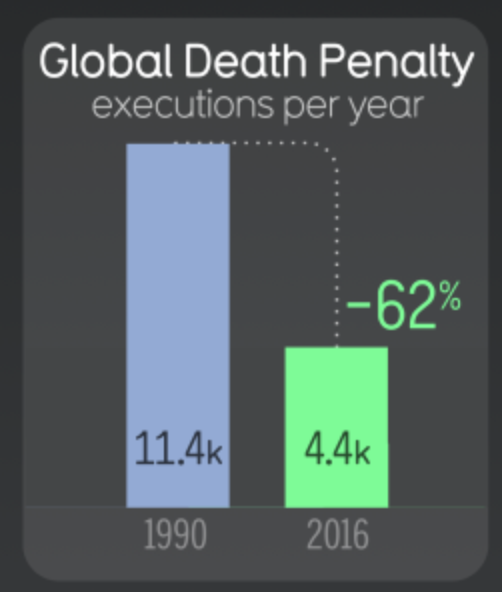 Global Death Penalty
executions per year
-62%
11.4k
4.4k
1990
2016